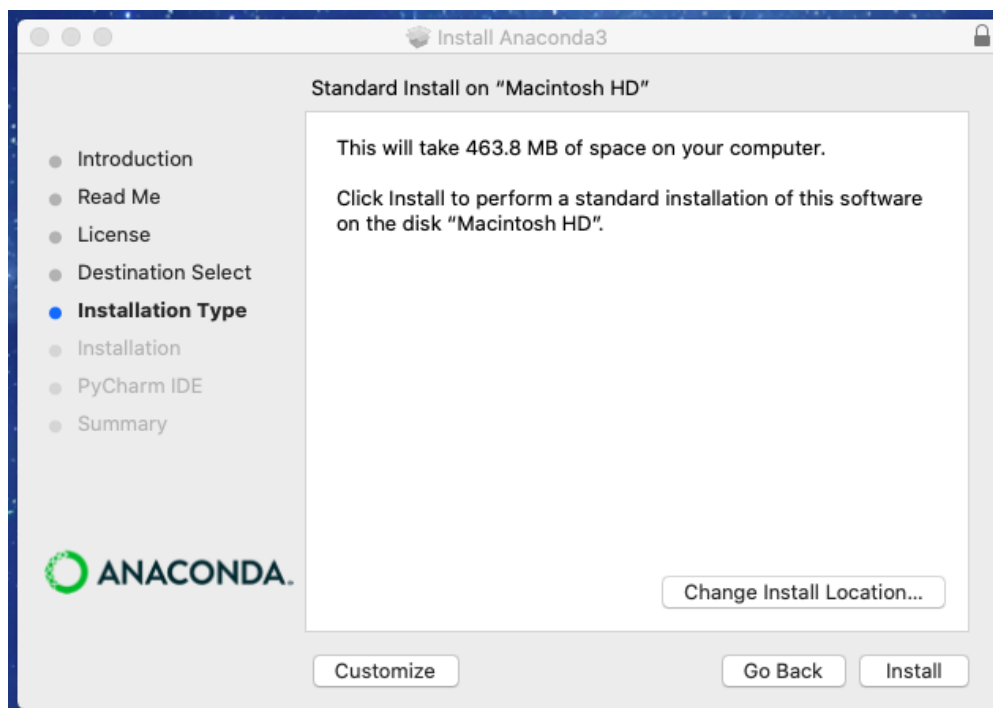 Install Anaconda3
Standard Install on “Macintosh HD”
Introduction
Read Me
License
Destination Select
Installation Type
Installation
PyCharm IDE
Summary
This will take 463.8 MB of space on your computer.
Click Install to perform a standard installation of this software
on the disk “Macintosh HD”.
ANACONDA.
Change Install Location...
Customize
Go Back
Install